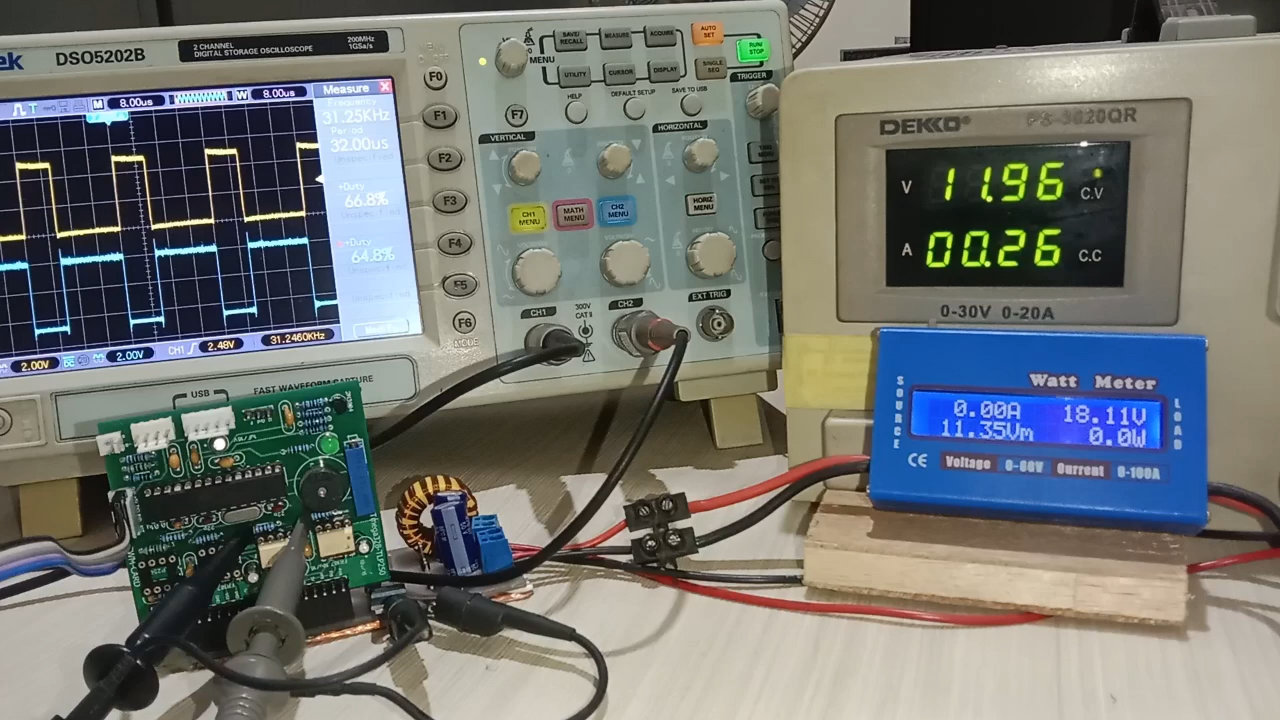 ek DSO5202B
2 CHANNEL
DIGITAL STORAGE OSCILLOSCOPE
200MHz
1GSa/s
M 8.00us
W 8.00us
Measure
Frequency
31.25KHz
Period
32.00us
+Duty
66.8%
+Duty
64.8%
2.00V
2.00V
CH1
2.48V
31.2460KHz
F0
F1
F2
F3
F4
F5
F6
F7
MENU
SAVE/
RECALL
MEASURE
ACQUIRE
AUTO
SET
RUN/
STOP
UTILITY
CURSOR
DISPLAY
SINGLE
SEQ
HELP
DEFAULT SETUP
SAVE TO USB
TRIGGER
VERTICAL
HORIZONTAL
CH1
MENU
MATH
MENU
CH2
MENU
HORIZ
MENU
CH1
300V
CAT II
CH2
EXT TRIG
USB
FAST WAVEFORM CAPTURE
DEKKO
PS-3020QR
V 11.96 C.V
A 00.26 C.C
0-30V 0-20A
Watt Meter
SOURCE
LOAD
0.00A 18.11V
11.35Vm 0.0W
CE Voltage 0-60V Current 0-100A